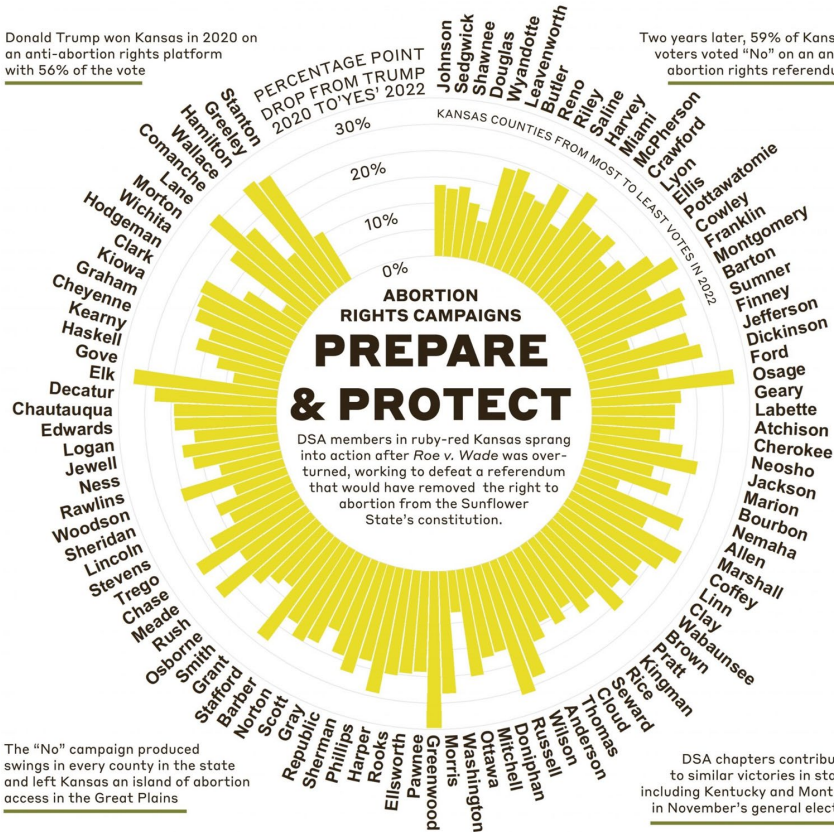 Donald Trump won Kansas in 2020 on
an anti-abortion rights platform
with 56% of the vote
Two years later, 59% of Kans
voters voted “No” on an an
abortion rights referendu
PERCENTAGE POINT
DROP FROM TRUMP
2020 TO‘YES’ 2022
30%
20%
10%
0%
KANSAS COUNTIES FROM MOST TO LEAST VOTES IN 2022
Johnson
Sedgwick
Shawnee
Douglas
Wyandotte
Leavenworth
Butler
Reno
Riley
Saline
Harvey
Miami
McPherson
Crawford
Lyon
Ellis
Pottawatomie
Cowley
Franklin
Montgomery
Barton
Sumner
Finney
Jefferson
Dickinson
Ford
Osage
Geary
Labette
Atchison
Cherokee
Neosho
Jackson
Marion
Bourbon
Nemaha
Allen
Marshall
Coffey
Linn
Clay
Wabaunsee
Brown
Pratt
Kingman
Rice
Seward
Cloud
Thomas
Anderson
Wilson
Russell
Doniphan
Mitchell
Ottawa
Washington
Morris
Greenwood
Pawnee
Ellsworth
Rooks
Harper
Phillips
Sherman
Republic
Gray
Scott
Norton
Barber
Stafford
Grant
Smith
Osborne
Rush
Meade
Chase
Trego
Stevens
Lincoln
Sheridan
Woodson
Rawlins
Ness
Jewell
Logan
Edwards
Chautauqua
Decatur
Elk
Gove
Haskell
Kearny
Cheyenne
Graham
Kiowa
Clark
Hodgeman
Wichita
Morton
Lane
Comanche
Wallace
Hamilton
Greeley
Stanton
ABORTION
RIGHTS CAMPAIGNS
PREPARE
& PROTECT
DSA members in ruby-red Kansas sprang
into action after Roe v. Wade was over-
turned, working to defeat a referendum
that would have removed the right to
abortion from the Sunflower
State’s constitution.
The “No” campaign produced
swings in every county in the state
and left Kansas an island of abortion
access in the Great Plains
DSA chapters contribu
to similar victories in sta
including Kentucky and Mont
in November’s general elect